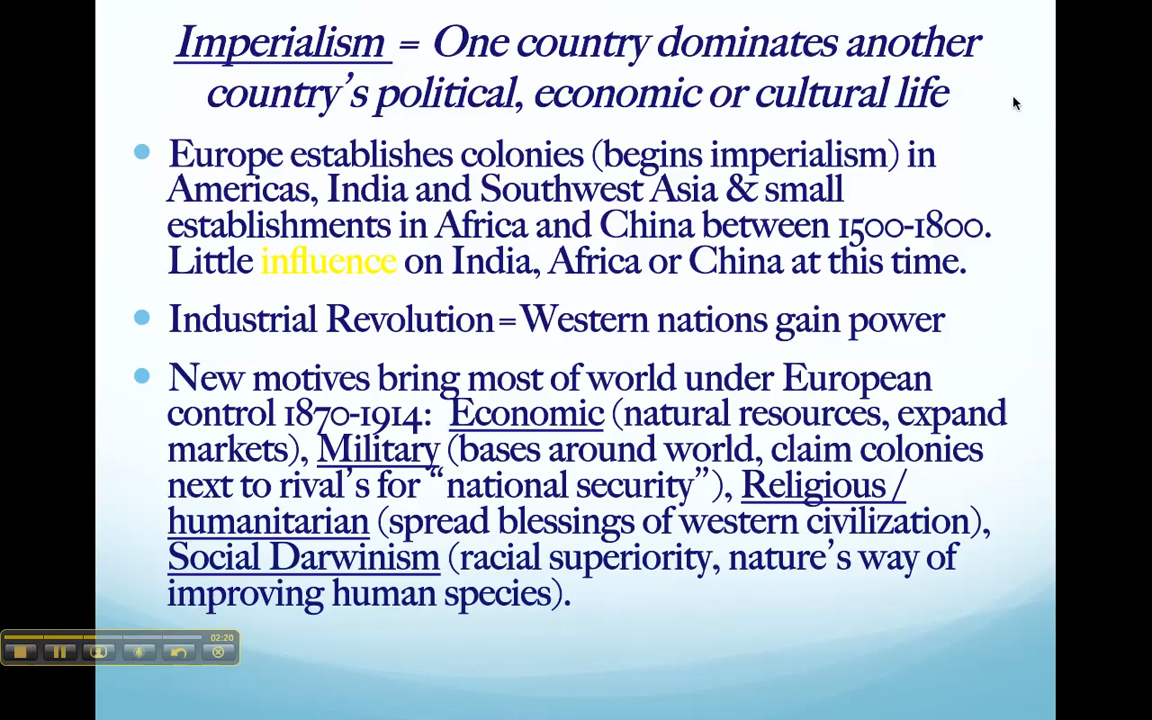 Imperialism = One country dominates another
country’s political, economic or cultural life
Europe establishes colonies (begins imperialism) in
Americas, India and Southwest Asia & small
establishments in Africa and China between 1500-1800.
Little influence on India, Africa or China at this time.
Industrial Revolution=Western nations gain power
New motives bring most of world under European
control 1870-1914: Economic (natural resources, expand
markets), Military (bases around world, claim colonies
next to rival’s for “national security”), Religious/
humanitarian (spread blessings of western civilization),
Social Darwinism (racial superiority, nature’s way of
improving human species).
02:20